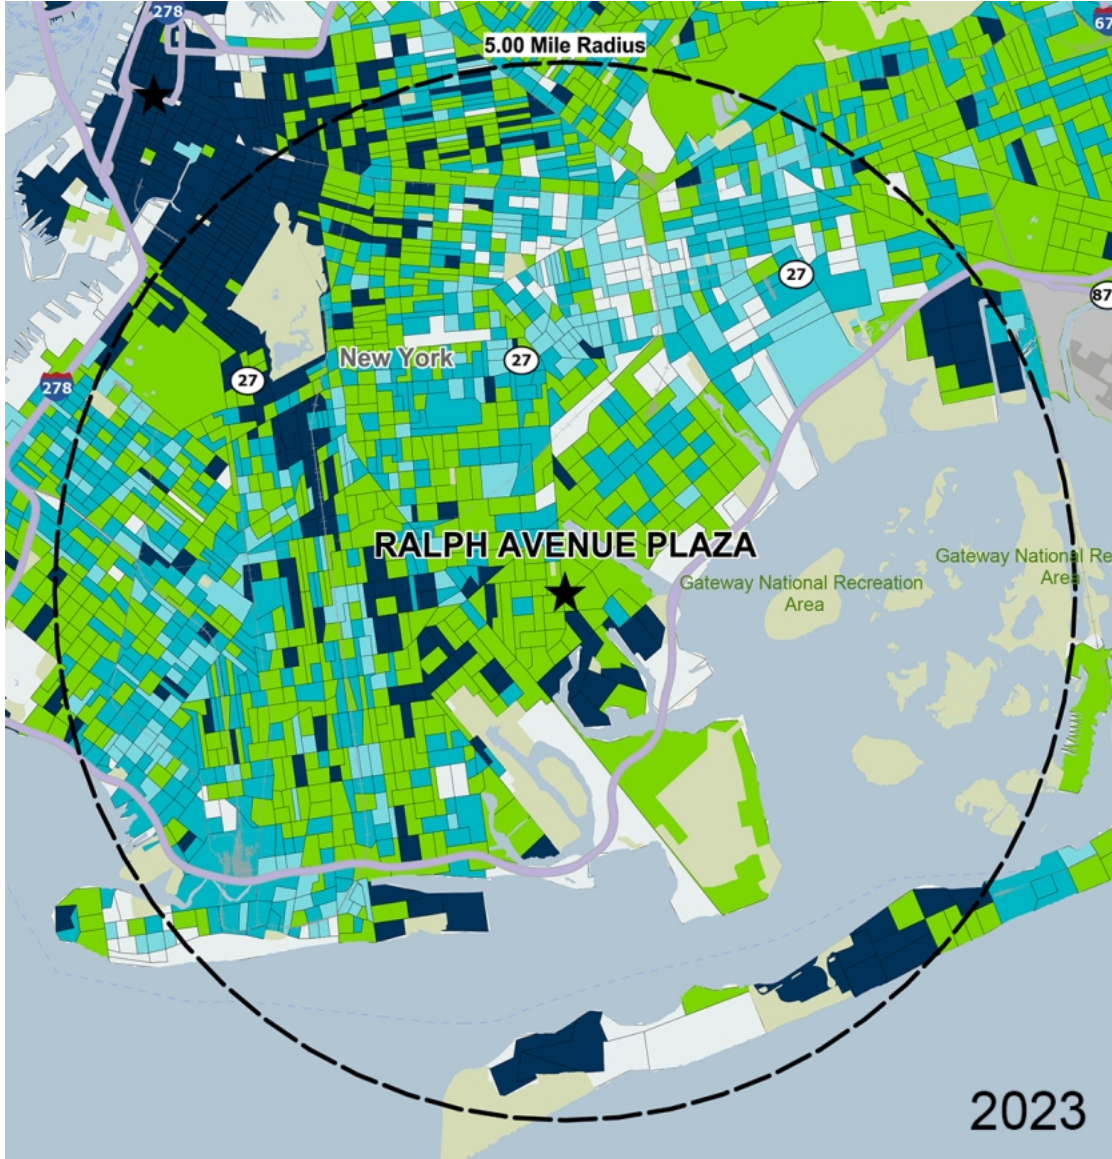 278
67
5.00 Mile Radius
27
87
New York
27
27
278
RALPH AVENUE PLAZA
Gateway National Recreation
Area
Gateway National Re
Area
2023